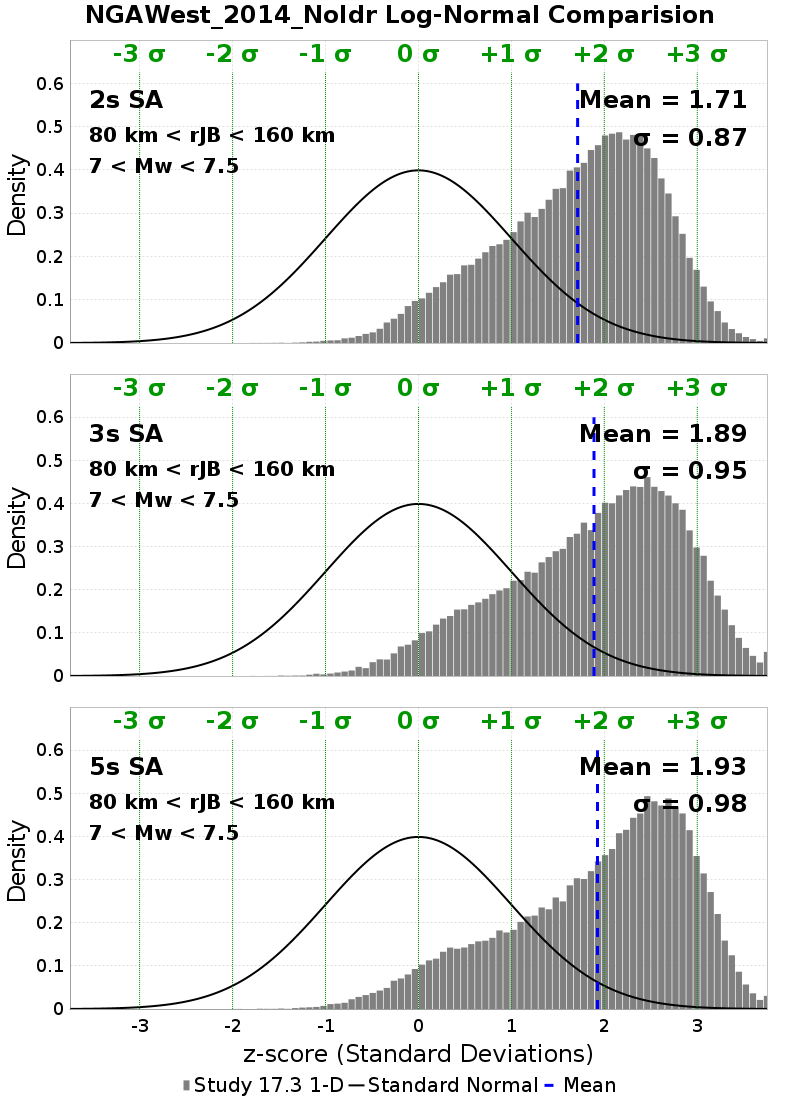 NGAWest_2014_NoIdr Log-Normal Comparision
-3 σ -2 σ -1 σ 0 σ +1 σ +2 σ +3 σ
0.6
2s SA Mean = 1.71
0.5
80 km < rJB < 160 km σ = 0.87
7 < Mw < 7.5
0.4
0.3
0.2
0.1
0
Density
-3 σ -2 σ -1 σ 0 σ +1 σ +2 σ +3 σ
0.6
3s SA Mean = 1.89
0.5
80 km < rJB < 160 km σ = 0.95
7 < Mw < 7.5
0.4
0.3
0.2
0.1
0
Density
-3 σ -2 σ -1 σ 0 σ +1 σ +2 σ +3 σ
0.6
5s SA Mean = 1.93
0.5
80 km < rJB < 160 km σ = 0.98
7 < Mw < 7.5
0.4
0.3
0.2
0.1
0
Density
-3 -2 -1 0 1 2 3
z-score (Standard Deviations)
Study 17.3 1-D Standard Normal Mean